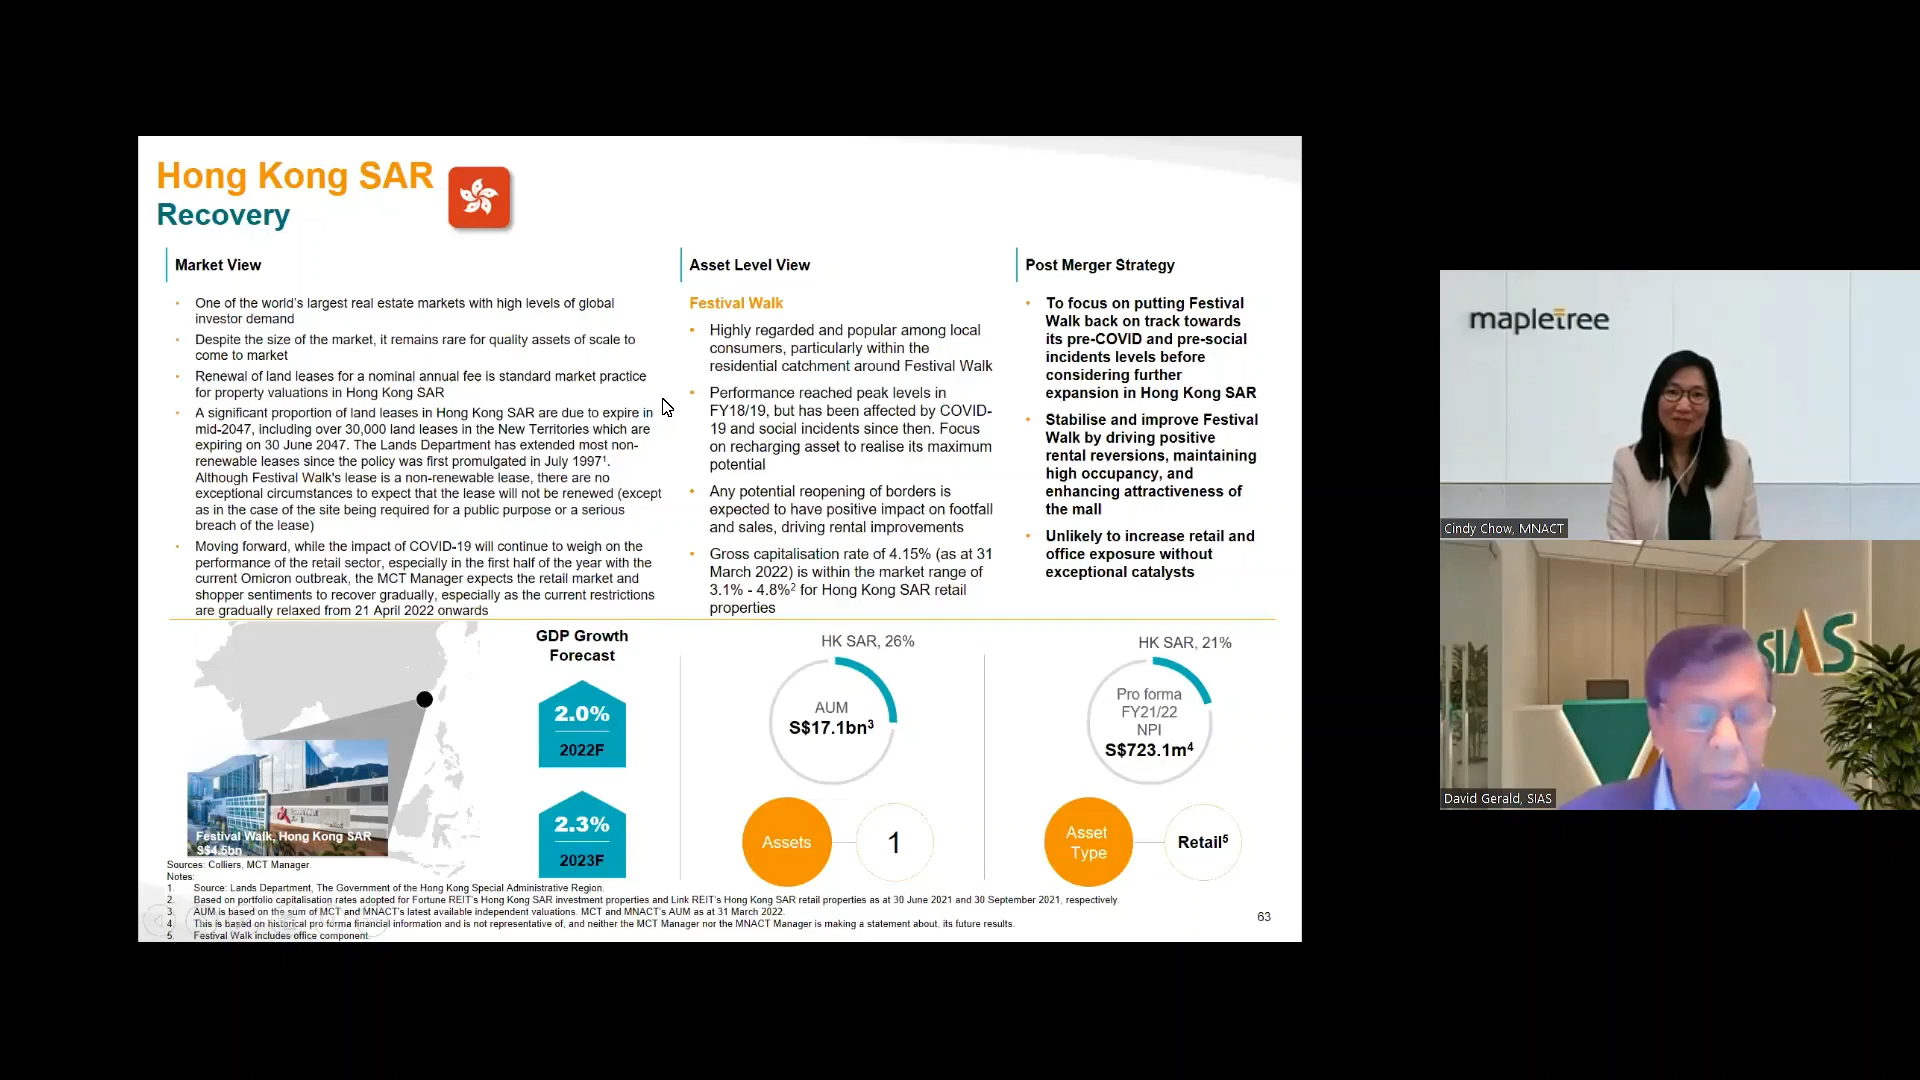 Hong Kong SAR
Recovery
Market View
• One of the world's largest real estate markets with high levels of global
investor demand
• Despite the size of the market, it remains rare for quality assets of scale to
come to market
• Renewal of land leases for a nominal annual fee is standard market practice
for property valuations in Hong Kong SAR
• A significant proportion of land leases in Hong Kong SAR are due to expire in
mid-2047, including over 30,000 land leases in the New Territories which are
expiring on 30 June 2047. The Lands Department has extended most non-
renewable leases since the policy was first promulgated in July 1997¹.
Although Festival Walk's lease is a non-renewable lease, there are no
exceptional circumstances to expect that the lease will not be renewed (except
as in the case of the site being required for a public purpose or a serious
breach of the lease)
• Moving forward, while the impact of COVID-19 will continue to weigh on the
performance of the retail sector, especially in the first half of the year with the
current Omicron outbreak, the MCT Manager expects the retail market and
shopper sentiments to recover gradually, especially as the current restrictions
are gradually relaxed from 21 April 2022 onwards
Asset Level View
Festival Walk
• Highly regarded and popular among local
consumers, particularly within the
residential catchment around Festival Walk
• Performance reached peak levels in
FY18/19, but has been affected by COVID-
19 and social incidents since then. Focus
on recharging asset to realise its maximum
potential
• Any potential reopening of borders is
expected to have positive impact on footfall
and sales, driving rental improvements
• Gross capitalisation rate of 4.15% (as at 31
March 2022) is within the market range of
3.1% - 4.8%² for Hong Kong SAR retail
properties
Post Merger Strategy
• To focus on putting Festival
Walk back on track towards
its pre-COVID and pre-social
incidents levels before
considering further
expansion in Hong Kong SAR
• Stabilise and improve Festival
Walk by driving positive
rental reversions, maintaining
high occupancy, and
enhancing attractiveness of
the mall
• Unlikely to increase retail and
office exposure without
exceptional catalysts
Festival Walk, Hong Kong SAR
S$4.5bn
GDP Growth
Forecast
2.0%
2022F
2.3%
2023F
HK SAR, 26%
AUM
S$17.1bn³
Assets
1
HK SAR, 21%
Pro forma
FY21/22
NPI
S$723.1m⁴
Asset
Type
Retail⁵
Sources: Colliers, MCT Manager.
Notes:
1. Source: Lands Department, The Government of the Hong Kong Special Administrative Region.
2. Based on portfolio capitalisation rates adopted for Fortune REIT's Hong Kong SAR investment properties and Link REIT's Hong Kong SAR retail properties as at 30 June 2021 and 30 September 2021, respectively.
3. AUM is based on the sum of MCT and MNACT's latest available independent valuations. MCT and MNACT's AUM as at 31 March 2022.
4. This is based on historical pro forma financial information and is not representative of, and neither the MCT Manager nor the MNACT Manager is making a statement about, its future results.
5. Festival Walk includes office component.
63
mapletree
Cindy Chow, MNACT
SIAS
David Gerald, SIAS